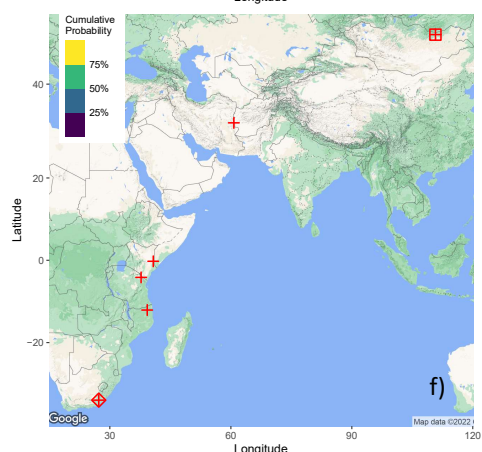 Longitude
Cumulative
Probability
75%
50%
25%
40
20
0
−20
Latitude
f)
Google
Map data ©2022
30
60
90
120
Longitude